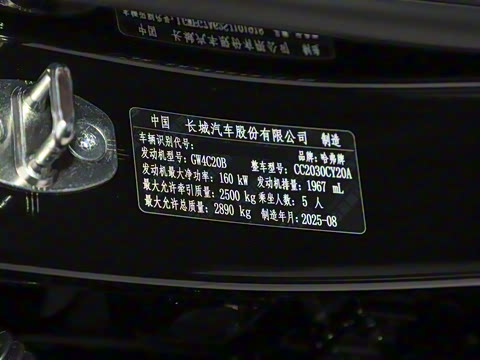 中国 长城汽车股份有限公司 制造
车辆识别代号: 品牌: 哈弗牌
发动机型号: GW4C20B 整车型号: CC2030CY20A
发动机最大净功率: 160 kW 发动机排量: 1967 mL
最大允许牵引质量: 2500 kg 乘坐人数: 5 人
最大允许总质量: 2890 kg 制造年月: 2025-08